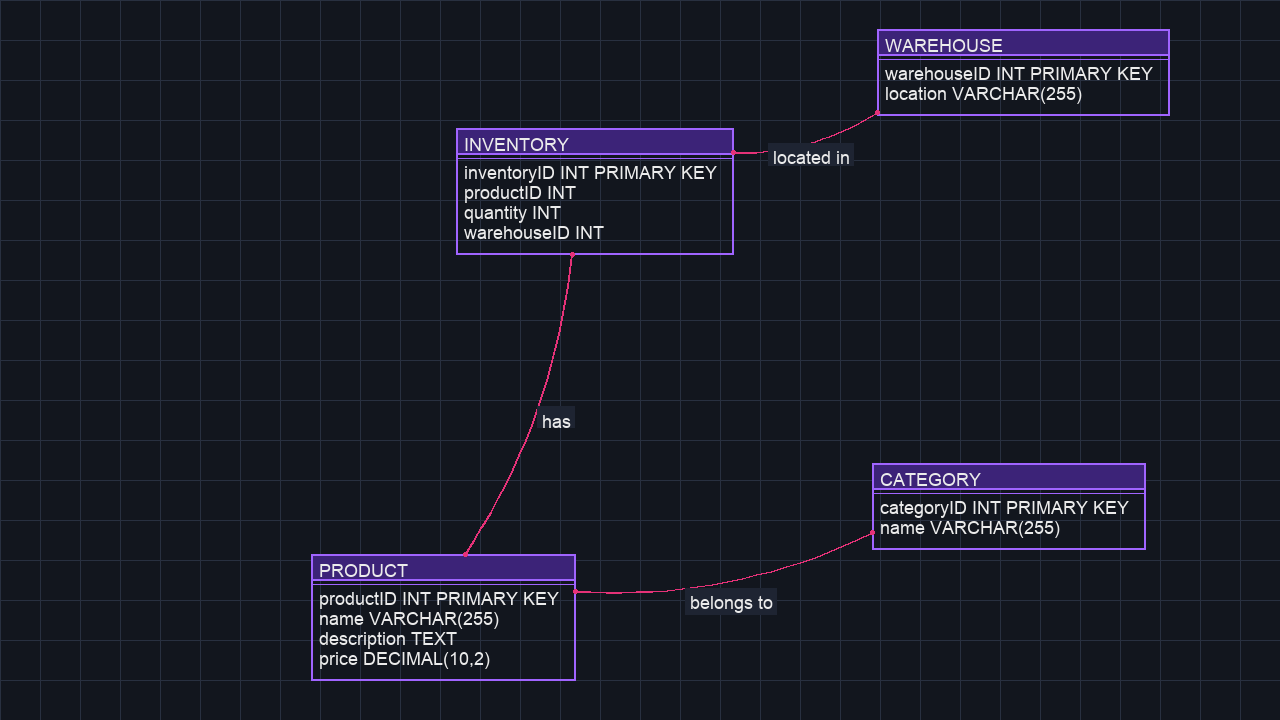 WAREHOUSE
warehouseID INT PRIMARY KEY
location VARCHAR(255)
INVENTORY
inventoryID INT PRIMARY KEY
productID INT
quantity INT
warehouseID INT
located in
has
CATEGORY
categoryID INT PRIMARY KEY
name VARCHAR(255)
PRODUCT
productID INT PRIMARY KEY
name VARCHAR(255)
description TEXT
price DECIMAL(10,2)
belongs to